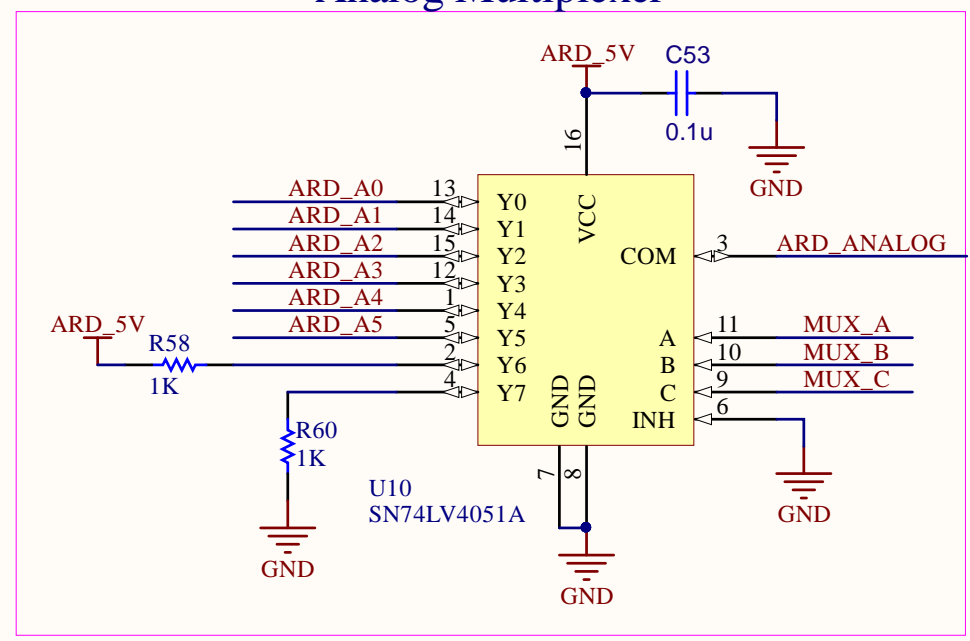 Analog Multiplexer
ARD_5V
C53
0.1u
GND
16
VCC
ARD_A0 13 Y0
ARD_A1 14 Y1
ARD_A2 15 Y2
COM 3 ARD_ANALOG
ARD_A3 12 Y3
ARD_A4 1 Y4
ARD_A5 5 Y5
A 11 MUX_A
ARD_5V
R58
1K
2 Y6
B 10 MUX_B
4 Y7
C 9 MUX_C
GND
GND
INH 6
R60
1K
7
8
U10
SN74LV4051A
GND
GND
GND